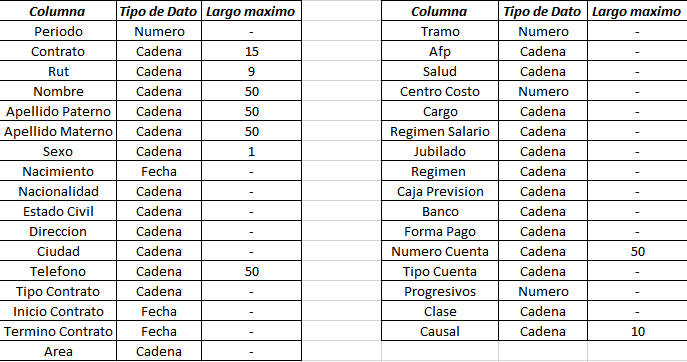 Columna Tipo de Dato Largo maximo
Periodo Numero -
Contrato Cadena 15
Rut Cadena 9
Nombre Cadena 50
Apellido Paterno Cadena 50
Apellido Materno Cadena 50
Sexo Cadena 1
Nacimiento Fecha -
Nacionalidad Cadena -
Estado Civil Cadena -
Direccion Cadena -
Ciudad Cadena -
Telefono Cadena 50
Tipo Contrato Cadena -
Inicio Contrato Fecha -
Termino Contrato Fecha -
Area Cadena -
Columna Tipo de Dato Largo maximo
Tramo Numero -
Afp Cadena -
Salud Cadena -
Centro Costo Numero -
Cargo Cadena -
Regimen Salario Cadena -
Jubilado Cadena -
Regimen Cadena -
Caja Prevision Cadena -
Banco Cadena -
Forma Pago Cadena -
Numero Cuenta Cadena 50
Tipo Cuenta Cadena -
Progresivos Numero -
Clase Cadena -
Causal Cadena 10